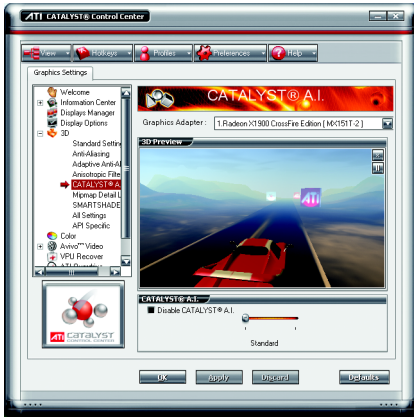 ATI CATALYST® Control Center
View Hotkeys Profiles Preferences Help
Graphics Settings
Welcome
Information Center
Displays Manager
Display Options
3D
Standard Settin
Anti-Aliasing
Adaptive Anti-Al
Anisotropic Filte
CATALYST® A.
Mipmap Detail L
SMARTSHADE
All Settings
API Specific
Color
Avivo™ Video
VPU Recover
CATALYST® A.I.
Graphics Adapter :
1.Radeon X1900 CrossFire Edition [ MX151T-2 ]
3D Preview
ATI
CATALYST® A.I.
Disable CATALYST® A.I.
Standard
ATI CATALYST
CONTROL CENTER
OK Apply Discard Defaults